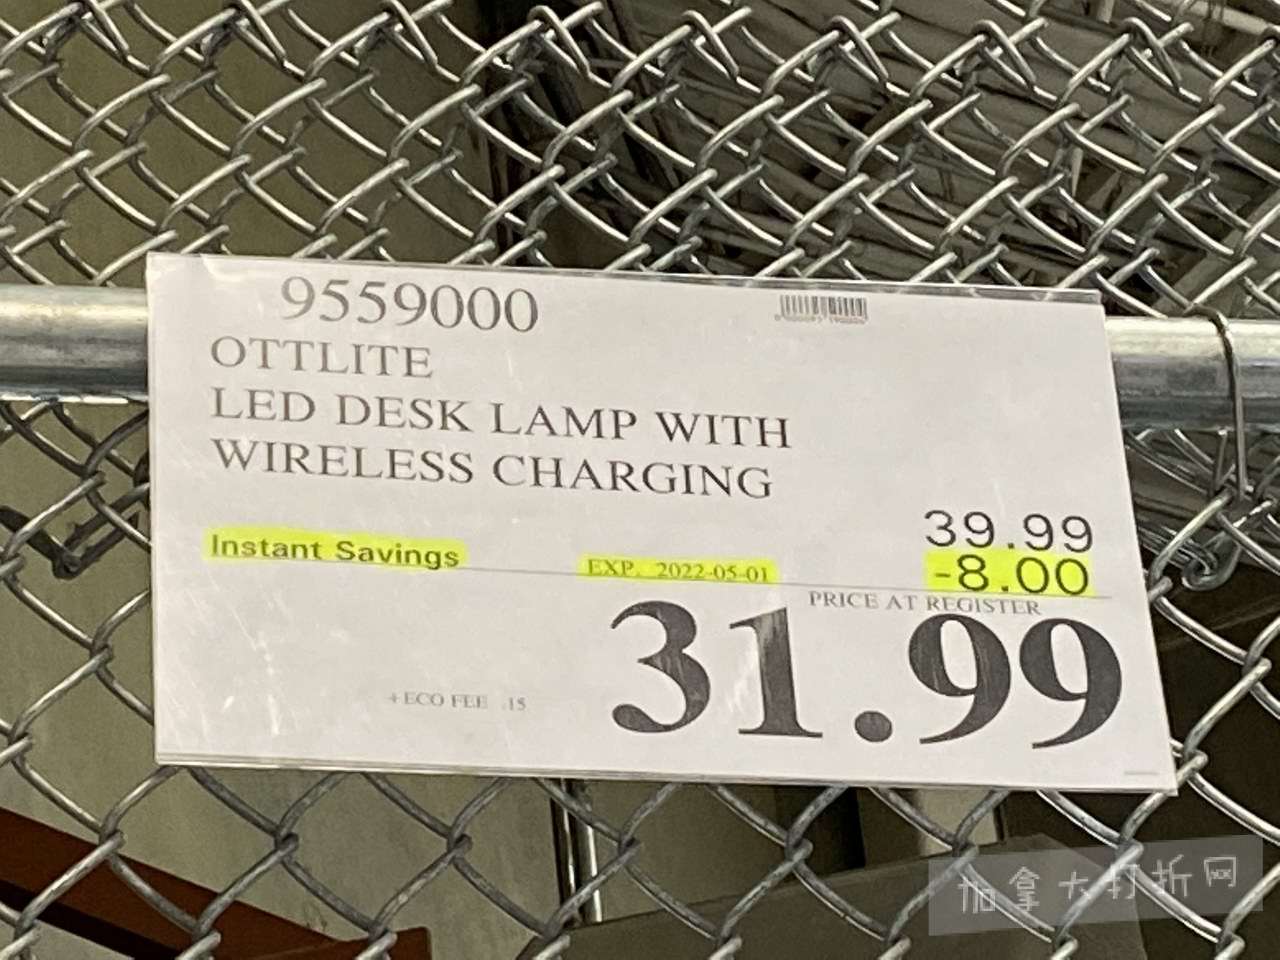 9559000
OTTLITE
LED DESK LAMP WITH
WIRELESS CHARGING
39.99
Instant Savings EXP. 2022-05-01 -8.00
PRICE AT REGISTER
31.99
+ECO FEE .15
加拿大打折网